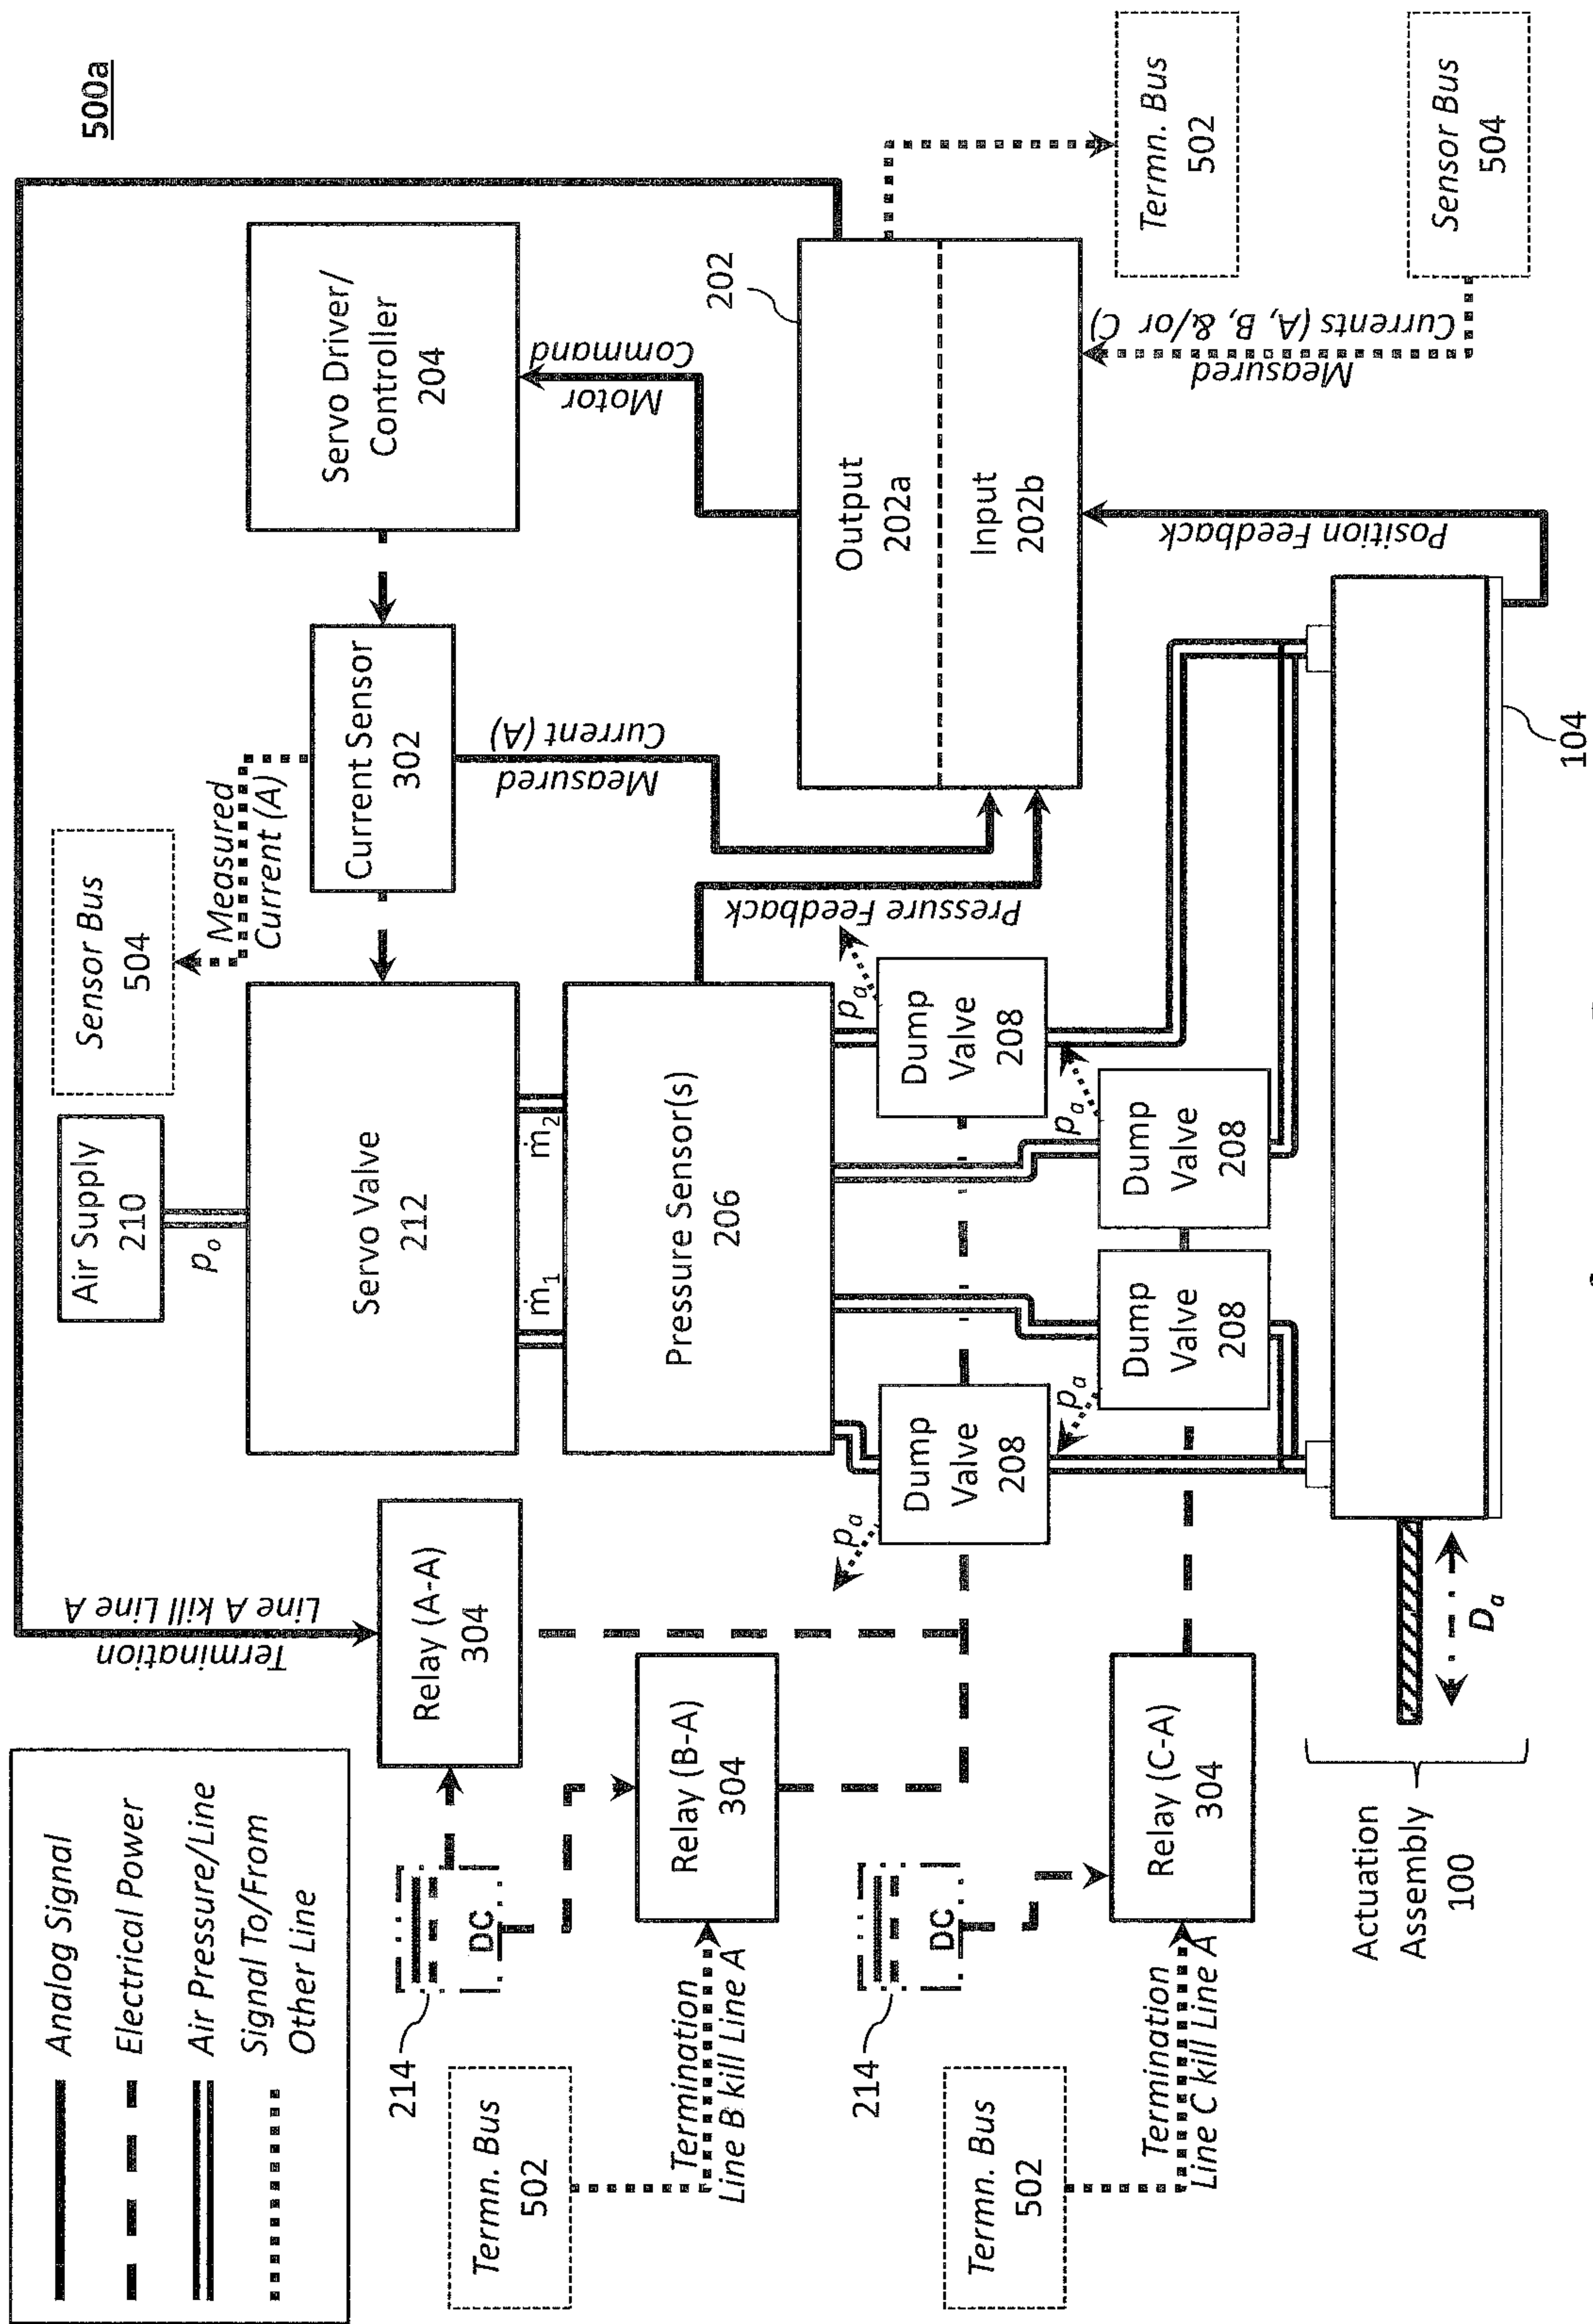 500a
Analog Signal
Electrical Power
Air Pressure/Line
Signal To/From
Other Line
Termination
Line A kill Line A
Air Supply
210
p₀
Sensor Bus
504
Measured
Current (A)
Servo Valve
212
ṁ₁
ṁ₂
Current Sensor
302
Servo Driver/
Controller
204
Motor
Command
Measured
Current (A)
Pressure Sensor(s)
206
Pressure Feedback
202
Output
202a
Input
202b
Termn. Bus
502
Sensor Bus
504
Measured
Currents (A, B, &/or C)
Position Feedback
214
DC
Relay (A-A)
304
Termn. Bus
502
Termination
Line B kill Line A
Relay (B-A)
304
pₐ
Dump
Valve
208
pₐ
Dump
Valve
208
pₐ
Dump
Valve
208
pₐ
Dump
Valve
208
214
DC
Termn. Bus
502
Termination
Line C kill Line A
Relay (C-A)
304
Actuation
Assembly
100
Dₐ
104